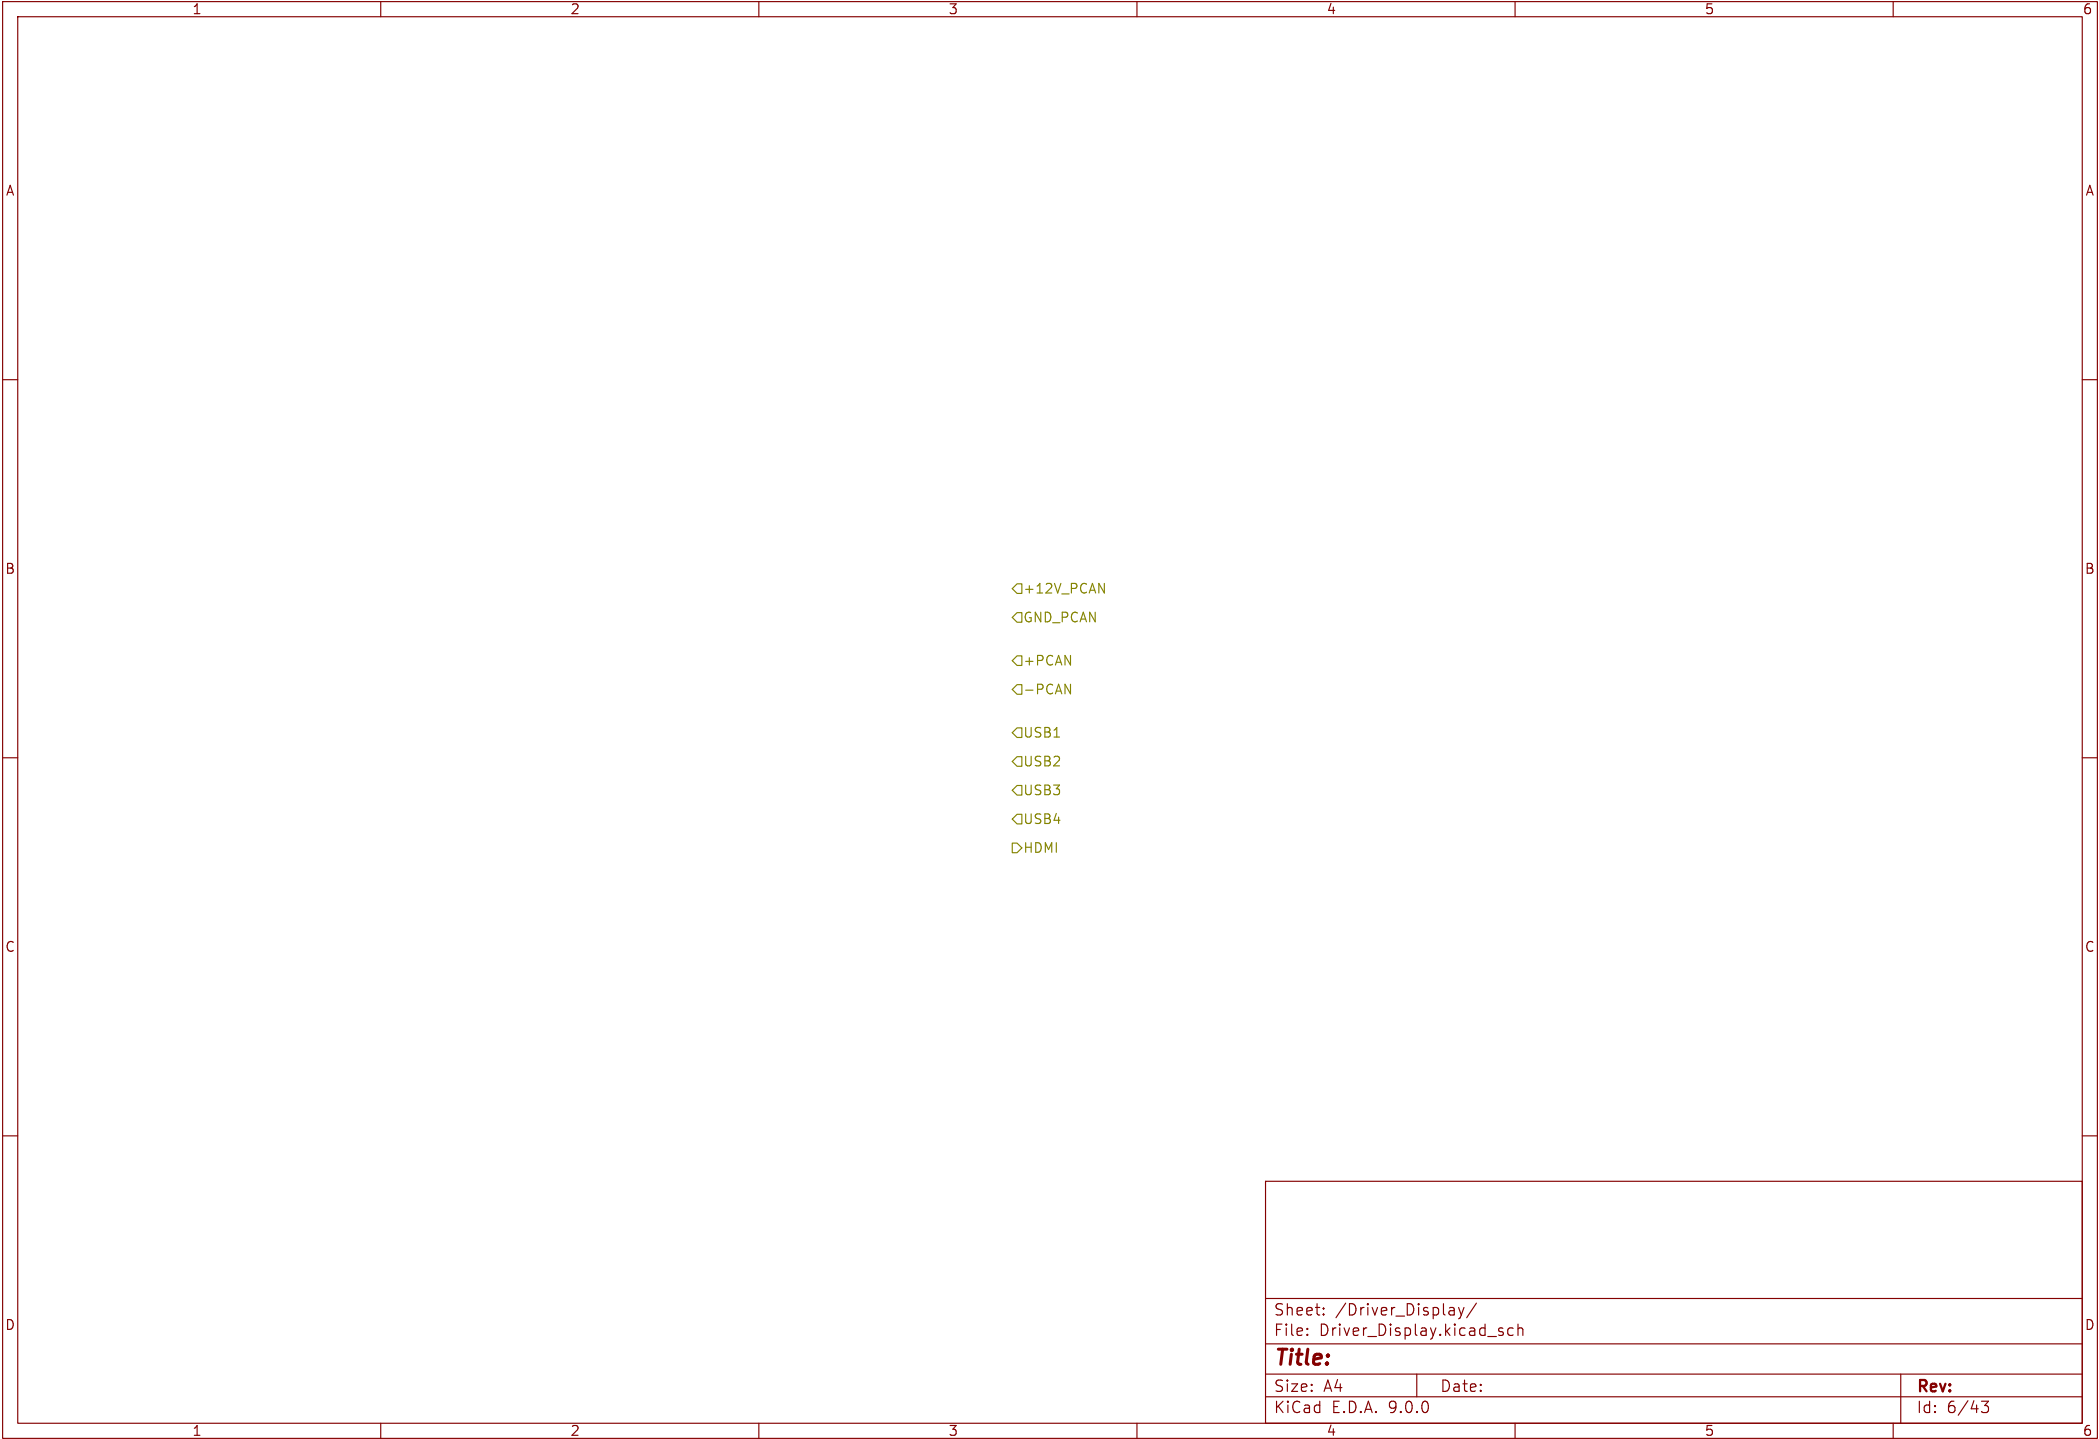 1 2 3 4 5 6
A A
B B
+12V_PCAN
GND_PCAN
+PCAN
-PCAN
USB1
USB2
USB3
USB4
HDMI
C C
Sheet: /Driver_Display/
D D
File: Driver_Display.kicad_sch
Title:
Size: A4 Date: Rev:
KiCad E.D.A. 9.0.0 Id: 6/43
1 2 3 4 5 6